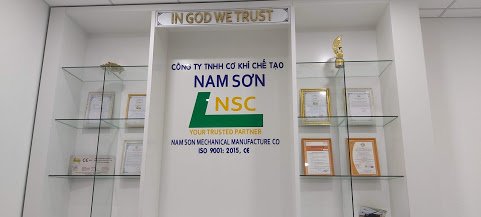 IN GOD WE TRUST
CÔNG TY TNHH CƠ KHÍ CHẾ TẠO
NAM SƠN
NSC
YOUR TRUSTED PARTNER
NAM SON MECHANICAL MANUFACTURE CO
ISO 9001: 2015, CE